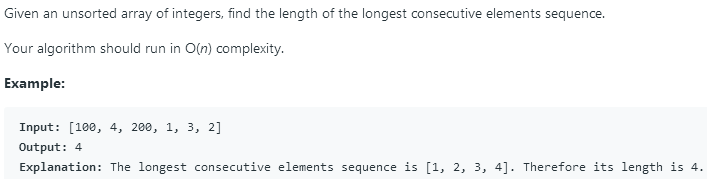 Given an unsorted array of integers, find the length of the longest consecutive elements sequence.
Your algorithm should run in O(n) complexity.
Example:
Input: [100, 4, 200, 1, 3, 2]
Output: 4
Explanation: The longest consecutive elements sequence is [1, 2, 3, 4]. Therefore its length is 4.